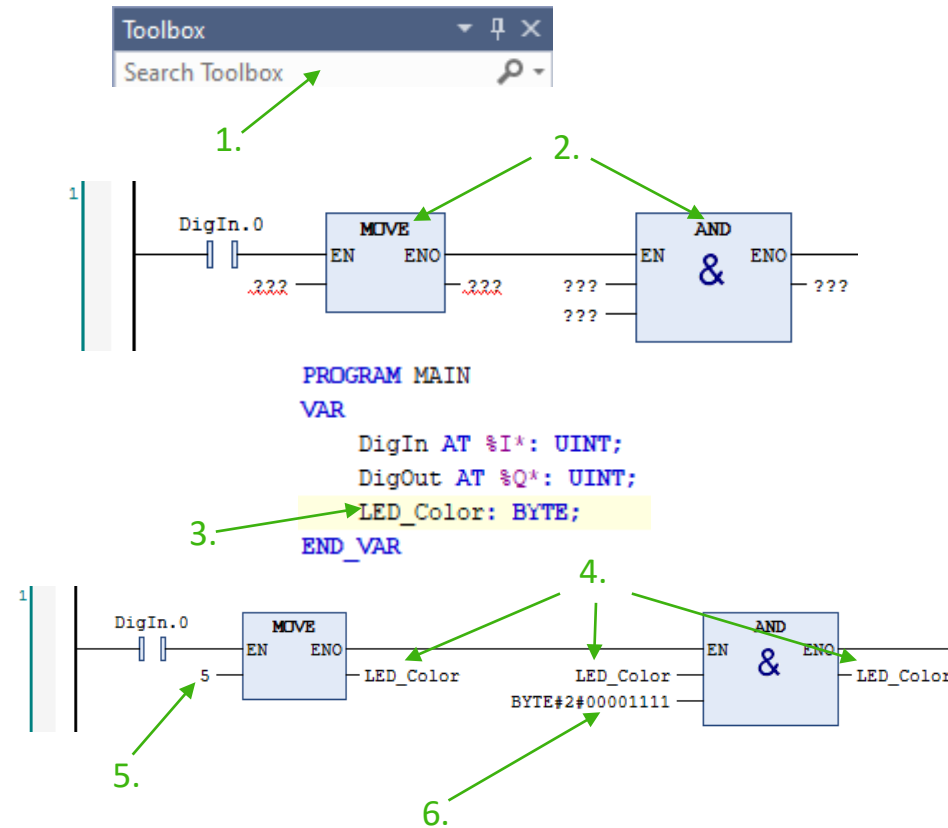 Toolbox
Search Toolbox
1.
2.
1
DigIn.0
MOVE
AND
EN ENO
EN & ENO
??? ??? ??? ???
???
PROGRAM MAIN
VAR
DigIn AT %I*: UINT;
DigOut AT %Q*: UINT;
LED_Color: BYTE;
3.
END_VAR
4.
1
DigIn.0
MOVE
AND
EN ENO
EN & ENO
5 LED_Color LED_Color LED_Color
BYTE#2#00001111
5.
6.